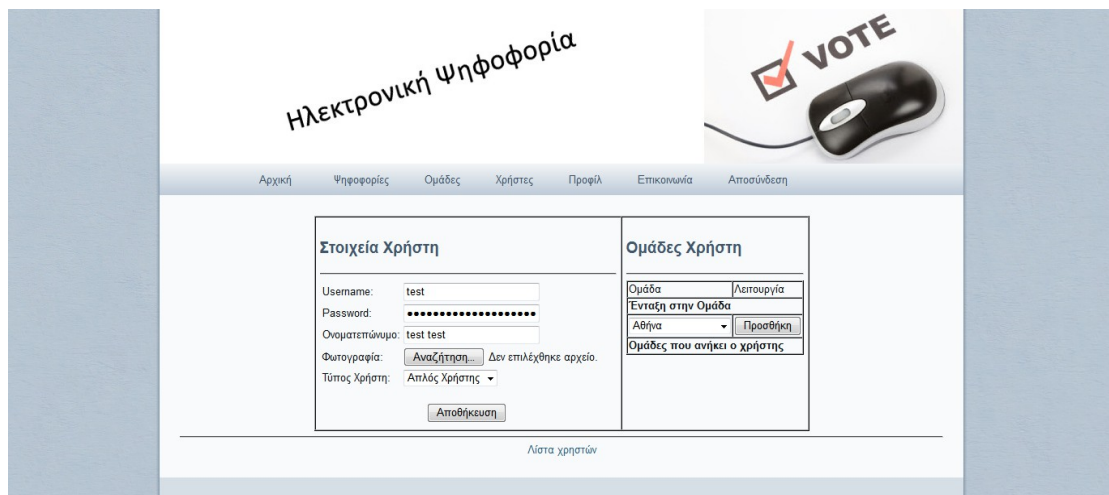 Ηλεκτρονική Ψηφοφορία
VOTE
Αρχική Ψηφοφορίες Ομάδες Χρήστες Προφίλ Επικοινωνία Αποσύνδεση
Στοιχεία Χρήστη
Username: test
Password: ●●●●●●●●●●●●●●●●●●●●
Ονοματεπώνυμο: test test
Φωτογραφία: Αναζήτηση... Δεν επιλέχθηκε αρχείο.
Τύπος Χρήστη: Απλός Χρήστης
Αποθήκευση
Ομάδες Χρήστη
Ομάδα Λειτουργία
Ένταξη στην Ομάδα
Αθήνα Προσθήκη
Ομάδες που ανήκει ο χρήστης
Λίστα χρηστών